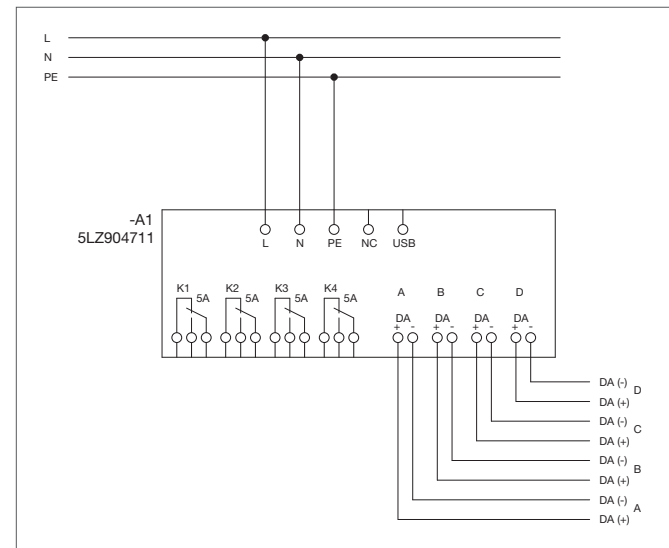 L
N
PE
-A1
5LZ904711
L N PE NC USB
K1 5A K2 5A K3 5A K4 5A
A B C D
DA DA DA DA
+ - + - + - + -
DA (-)
D
DA (+)
DA (-)
C
DA (+)
DA (-)
B
DA (+)
DA (-)
A
DA (+)